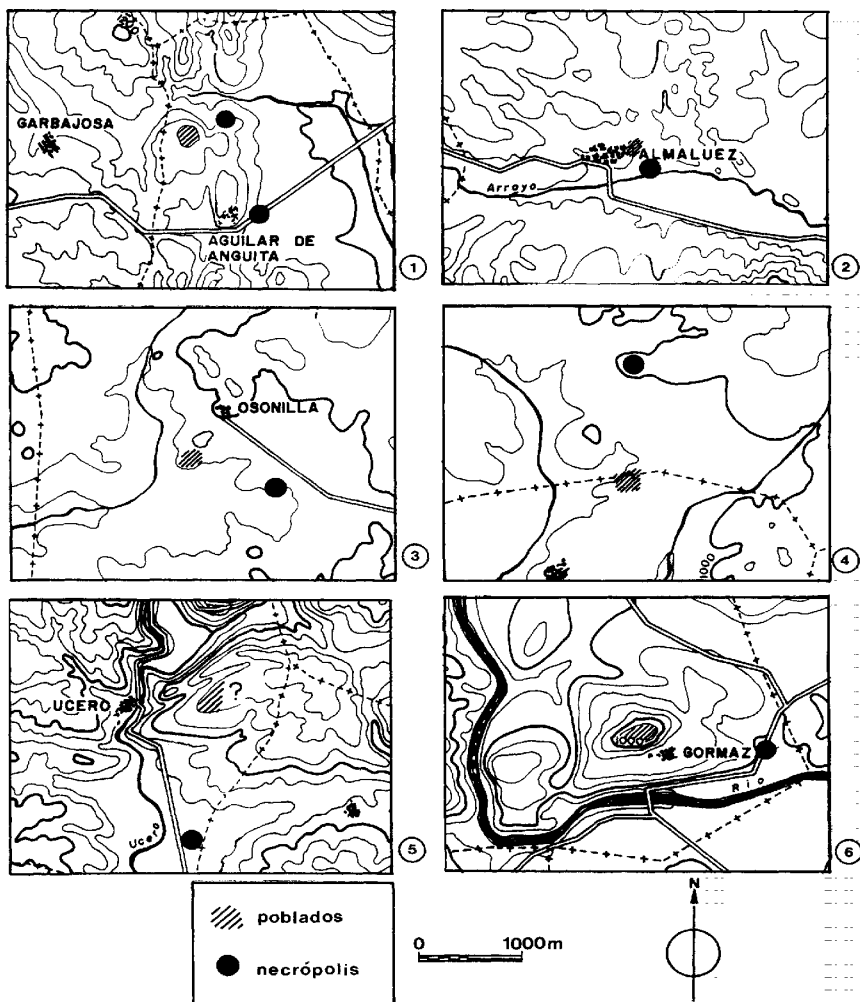 GARBAJOSA
AGUILAR DE
ANGUITA
1
ALMALUEZ
Arroyo
2
OSONILLA
3
1000
4
UCERO
?
Ucero
5
1000
GORMAZ
Río
6
poblados
necrópolis
0 1000m
N